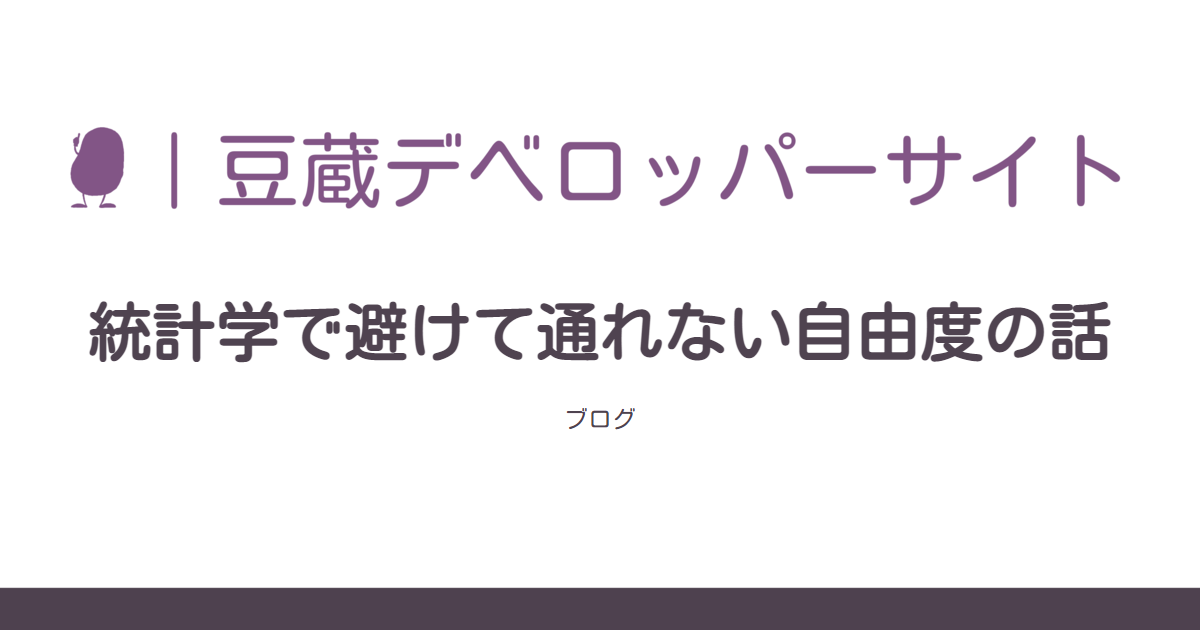 |豆蔵デベロッパーサイト
統計学で避けて通れない自由度の話
ブログ